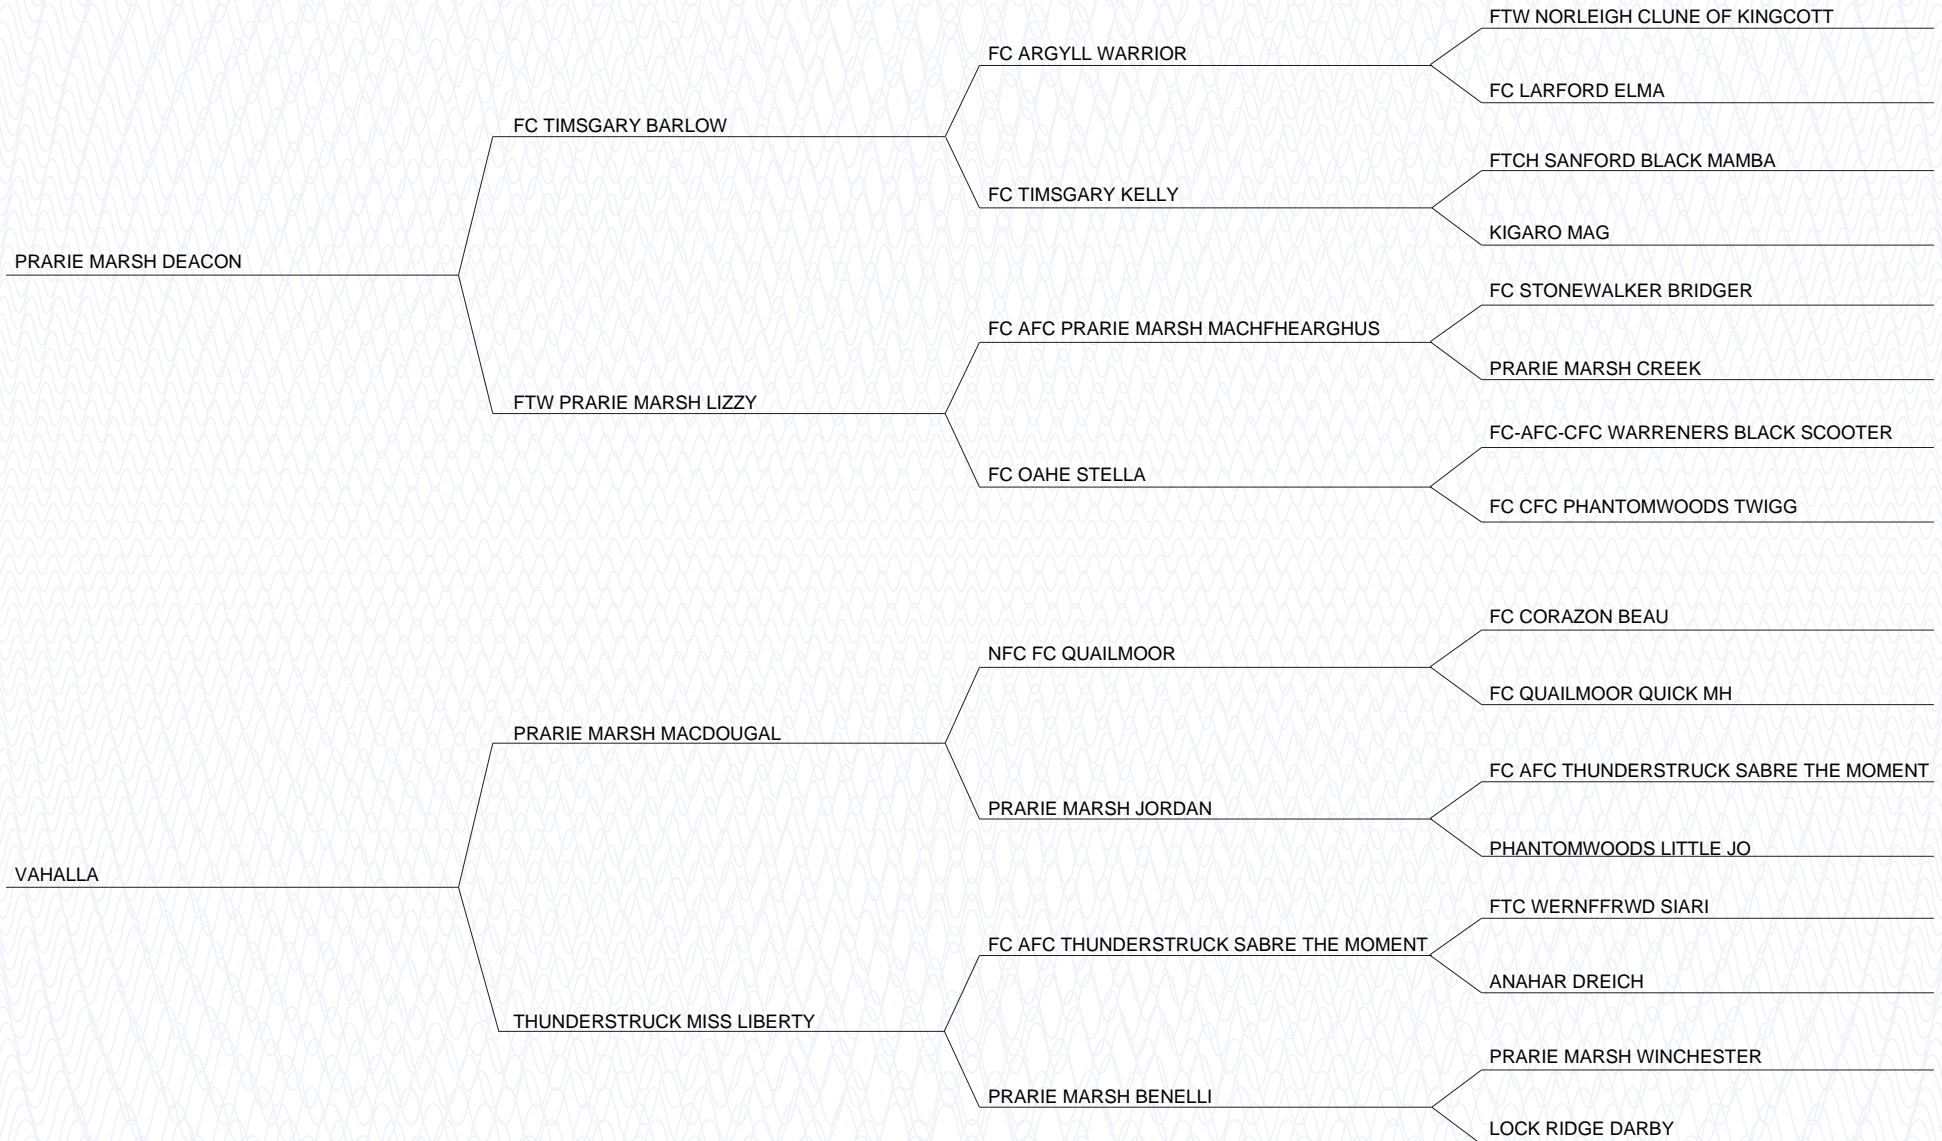 FTW NORLEIGH CLUNE OF KINGCOTT
FC ARGYLL WARRIOR
FC LARFORD ELMA
FC TIMSGARY BARLOW
FTCH SANFORD BLACK MAMBA
FC TIMSGARY KELLY
KIGARO MAG
PRARIE MARSH DEACON
FC STONEWALKER BRIDGER
FC AFC PRARIE MARSH MACHFHEARGHUS
PRARIE MARSH CREEK
FTW PRARIE MARSH LIZZY
FC-AFC-CFC WARRENERS BLACK SCOOTER
FC OAHE STELLA
FC CFC PHANTOMWOODS TWIGG
FC CORAZON BEAU
NFC FC QUAILMOOR
FC QUAILMOOR QUICK MH
PRARIE MARSH MACDOUGAL
FC AFC THUNDERSTRUCK SABRE THE MOMENT
PRARIE MARSH JORDAN
PHANTOMWOODS LITTLE JO
VAHALLA
FTC WERNFFRWD SIARI
FC AFC THUNDERSTRUCK SABRE THE MOMENT
ANAHAR DREICH
THUNDERSTRUCK MISS LIBERTY
PRARIE MARSH WINCHESTER
PRARIE MARSH BENELLI
LOCK RIDGE DARBY